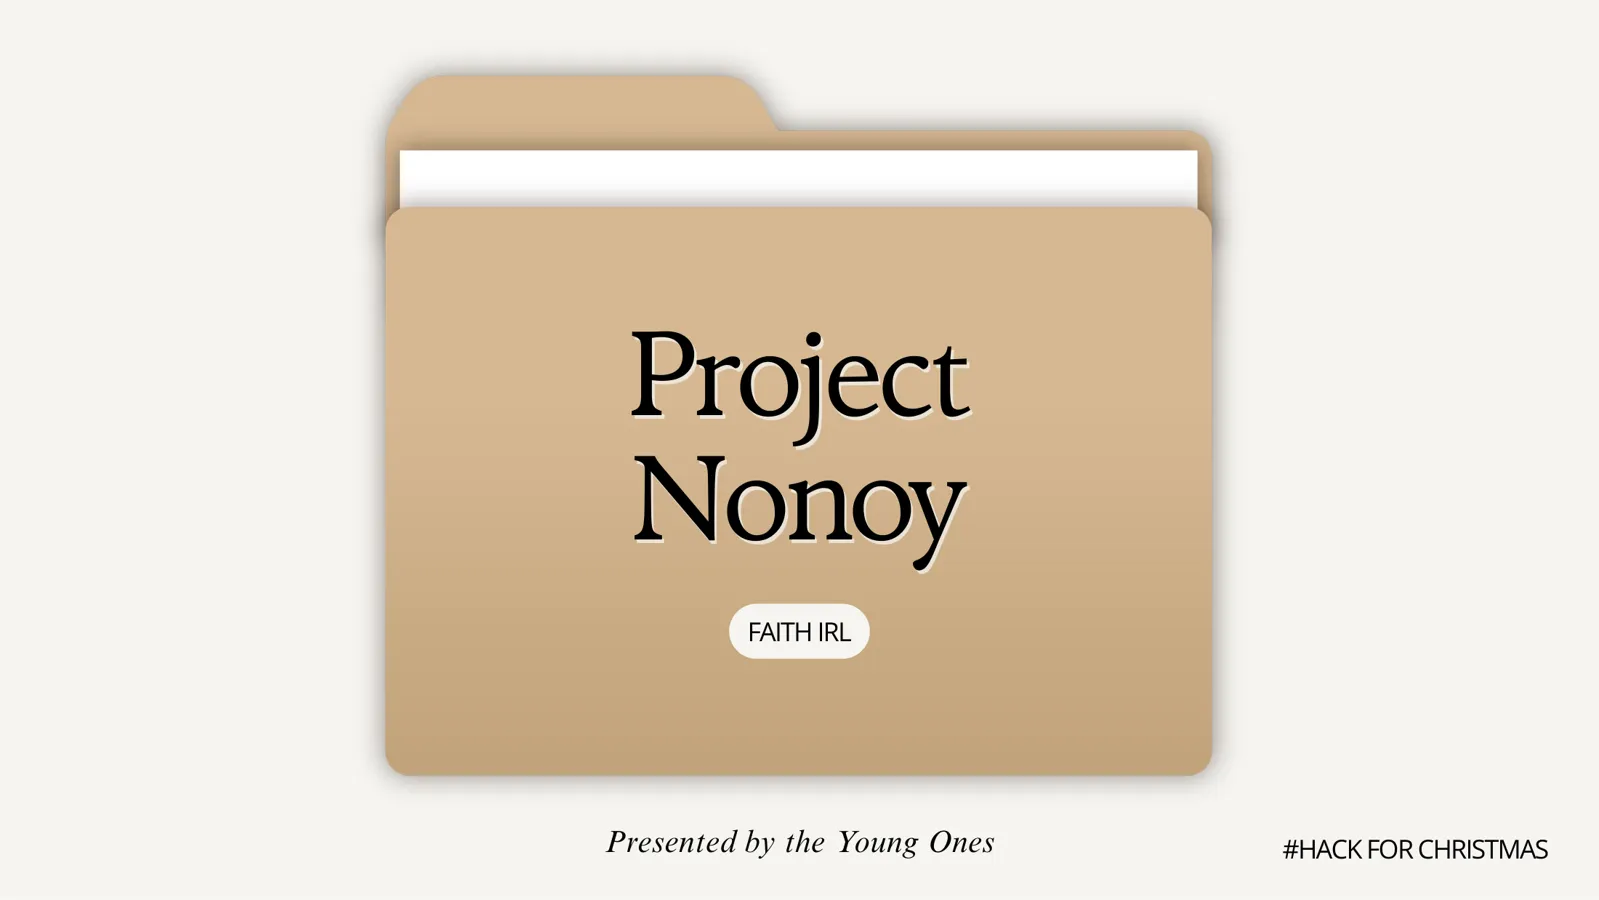 Project
Nonoy
FAITH IRL
Presented by the Young Ones
#HACK FOR CHRISTMAS